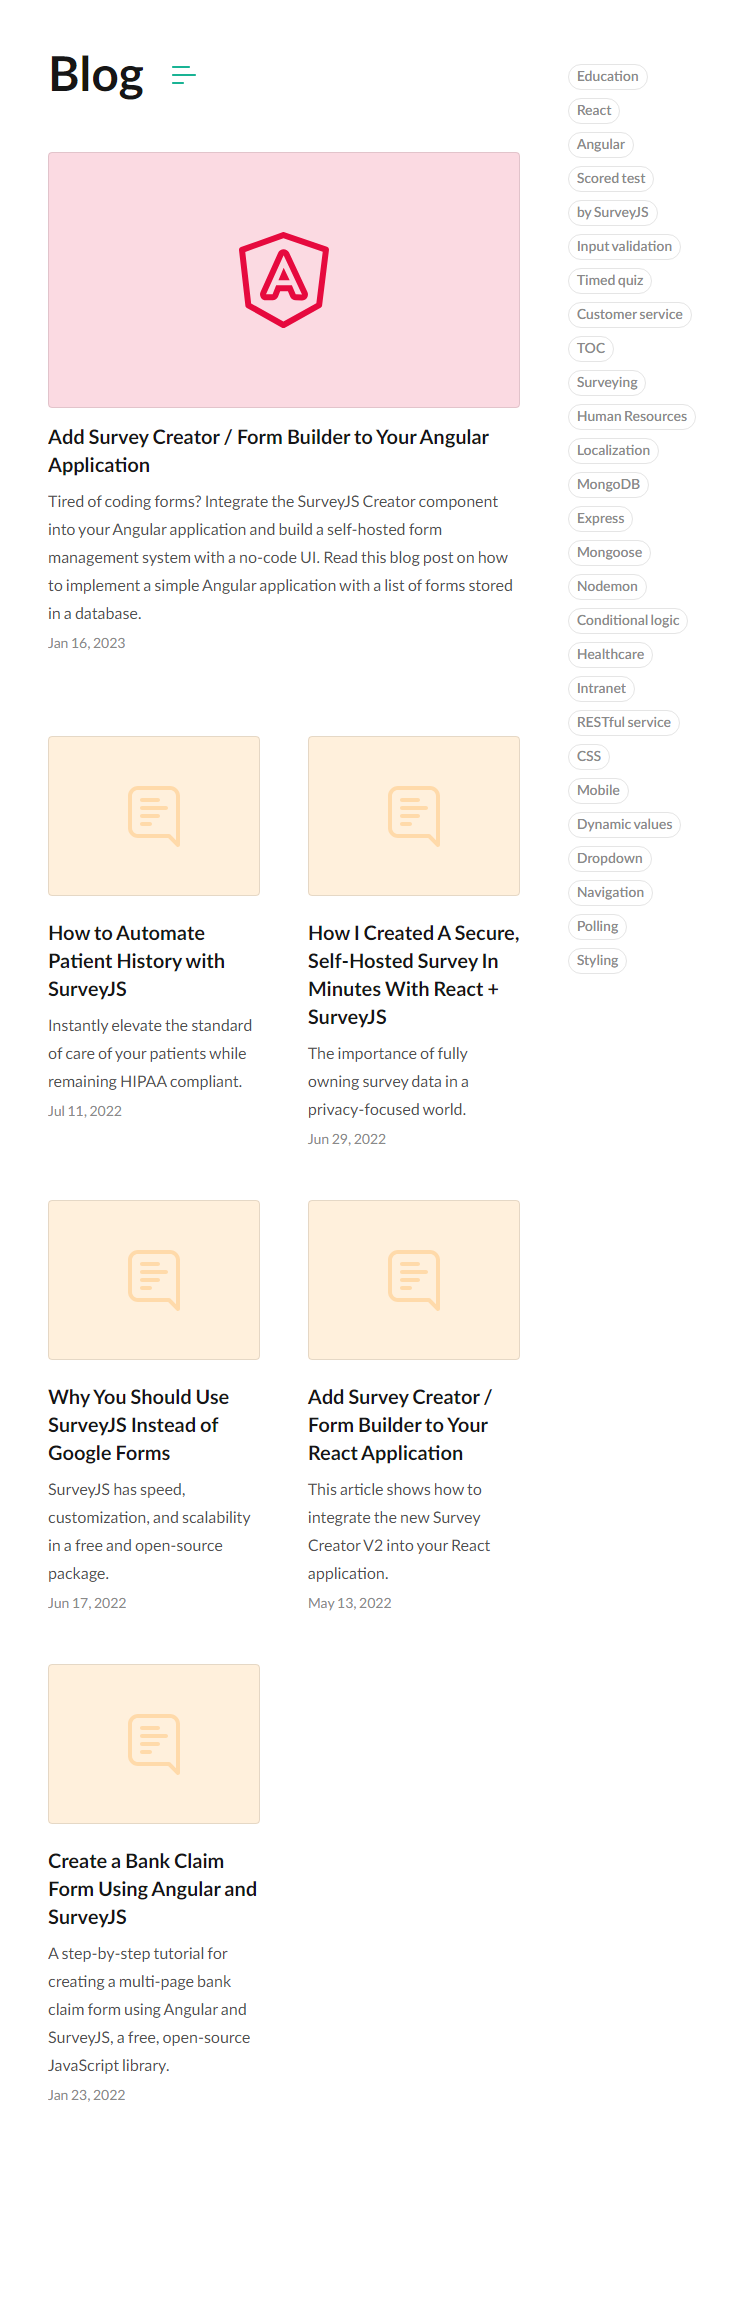 Blog
Add Survey Creator / Form Builder to Your Angular
Application
Tired of coding forms? Integrate the SurveyJS Creator component
into your Angular application and build a self-hosted form
management system with a no-code UI. Read this blog post on how
to implement a simple Angular application with a list of forms stored
in a database.
Jan 16, 2023
How to Automate
Patient History with
SurveyJS
Instantly elevate the standard
of care of your patients while
remaining HIPAA compliant.
Jul 11, 2022
How I Created A Secure,
Self-Hosted Survey In
Minutes With React +
SurveyJS
The importance of fully
owning survey data in a
privacy-focused world.
Jun 29, 2022
Why You Should Use
SurveyJS Instead of
Google Forms
SurveyJS has speed,
customization, and scalability
in a free and open-source
package.
Jun 17, 2022
Add Survey Creator /
Form Builder to Your
React Application
This article shows how to
integrate the new Survey
Creator V2 into your React
application.
May 13, 2022
Create a Bank Claim
Form Using Angular and
SurveyJS
A step-by-step tutorial for
creating a multi-page bank
claim form using Angular and
SurveyJS, a free, open-source
JavaScript library.
Jan 23, 2022
Education
React
Angular
Scored test
by SurveyJS
Input validation
Timed quiz
Customer service
TOC
Surveying
Human Resources
Localization
MongoDB
Express
Mongoose
Nodemon
Conditional logic
Healthcare
Intranet
RESTful service
CSS
Mobile
Dynamic values
Dropdown
Navigation
Polling
Styling